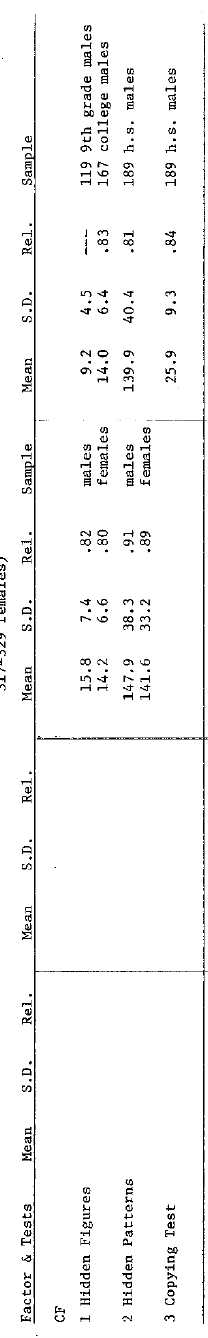 317-329 females)
Factor & Tests Mean S.D. Rel. Mean S.D. Rel. Mean S.D. Rel. Sample Mean S.D. Rel. Sample
CF
1 Hidden Figures 15.8 7.4 .82 males 9.2 4.5 --- 119 9th grade males
14.2 6.6 .80 females 14.0 6.4 .83 167 college males
2 Hidden Patterns 147.9 38.3 .91 males 139.9 40.4 .81 189 h.s. males
141.6 33.2 .89 females
3 Copying Test 25.9 9.3 .84 189 h.s. males